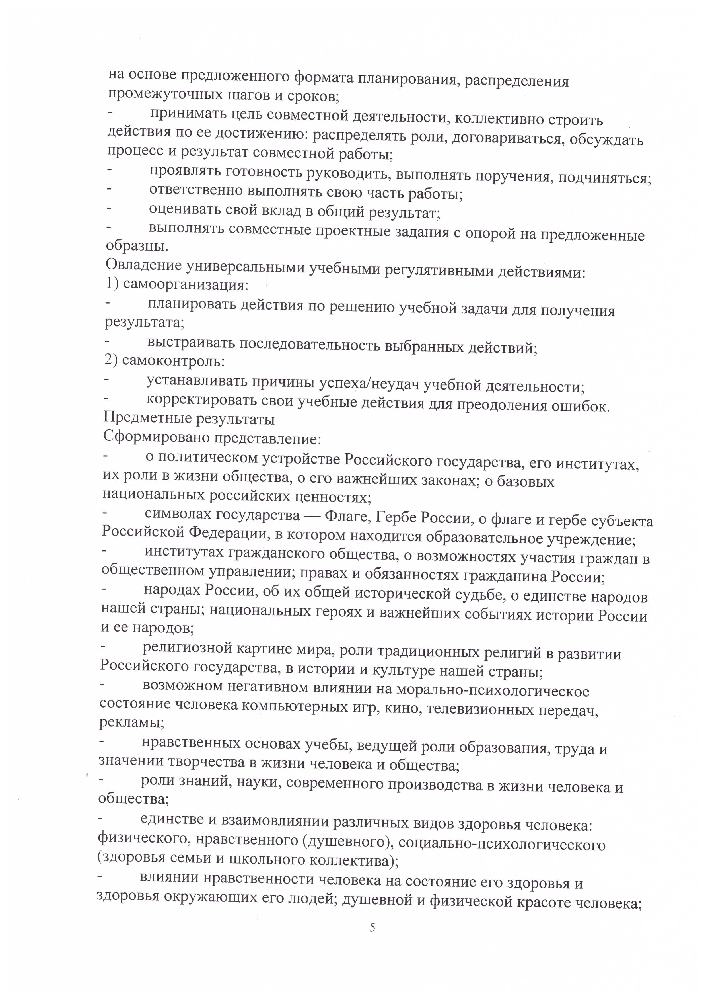 на основе предложенного формата планирования, распределения
промежуточных шагов и сроков;
- принимать цель совместной деятельности, коллективно строить
действия по ее достижению: распределять роли, договариваться, обсуждать
процесс и результат совместной работы;
- проявлять готовность руководить, выполнять поручения, подчиняться;
- ответственно выполнять свою часть работы;
- оценивать свой вклад в общий результат;
- выполнять совместные проектные задания с опорой на предложенные
образцы.
Овладение универсальными учебными регулятивными действиями:
1) самоорганизация:
- планировать действия по решению учебной задачи для получения
результата;
- выстраивать последовательность выбранных действий;
2) самоконтроль:
- устанавливать причины успеха/неудач учебной деятельности;
- корректировать свои учебные действия для преодоления ошибок.
Предметные результаты
Сформировано представление:
- о политическом устройстве Российского государства, его институтах,
их роли в жизни общества, о его важнейших законах; о базовых
национальных российских ценностях;
- символах государства — Флаге, Гербе России, о флаге и гербе субъекта
Российской Федерации, в котором находится образовательное учреждение;
- институтах гражданского общества, о возможностях участия граждан в
общественном управлении; правах и обязанностях гражданина России;
- народах России, об их общей исторической судьбе, о единстве народов
нашей страны; национальных героях и важнейших событиях истории России
и ее народов;
- религиозной картине мира, роли традиционных религий в развитии
Российского государства, в истории и культуре нашей страны;
- возможном негативном влиянии на морально-психологическое
состояние человека компьютерных игр, кино, телевизионных передач,
рекламы;
- нравственных основах учебы, ведущей роли образования, труда и
значении творчества в жизни человека и общества;
- роли знаний, науки, современного производства в жизни человека и
общества;
- единстве и взаимовлиянии различных видов здоровья человека:
физического, нравственного (душевного), социально-психологического
(здоровья семьи и школьного коллектива);
- влиянии нравственности человека на состояние его здоровья и
здоровья окружающих его людей; душевной и физической красоте человека;
5